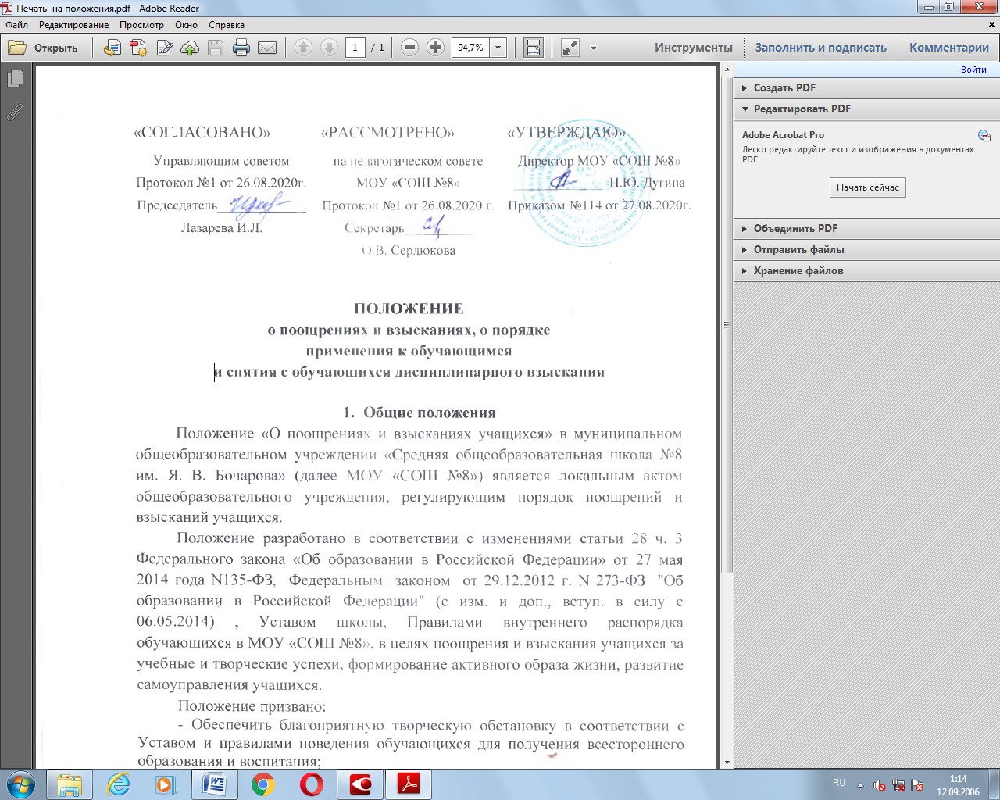 Печать на положения.pdf - Adobe Reader
Файл Редактирование Просмотр Окно Справка
Открыть 1 / 1 94,7% Инструменты Заполнить и подписать Комментарии
Войти
Создать PDF
Редактировать PDF
Adobe Acrobat Pro
Легко редактируйте текст и изображения в документах
PDF
Начать сейчас
Объединить PDF
Отправить файлы
Хранение файлов
«СОГЛАСОВАНО» «РАССМОТРЕНО» «УТВЕРЖДАЮ»
Управляющим советом на педагогическом совете Директор МОУ «СОШ №8»
Протокол №1 от 26.08.2020г. МОУ «СОШ №8» Н.Ю. Дугина
Председатель Протокол №1 от 26.08.2020 г. Приказом №114 от 27.08.2020г.
Лазарева И.Л. Секретарь
О.В. Сердюкова
ПОЛОЖЕНИЕ
о поощрениях и взысканиях, о порядке
применения к обучающимся
и снятия с обучающихся дисциплинарного взыскания
1. Общие положения
Положение «О поощрениях и взысканиях учащихся» в муниципальном
общеобразовательном учреждении «Средняя общеобразовательная школа №8
им. Я. В. Бочарова» (далее МОУ «СОШ №8») является локальным актом
общеобразовательного учреждения, регулирующим порядок поощрений и
взысканий учащихся.
Положение разработано в соответствии с изменениями статьи 28 ч. 3
Федерального закона «Об образовании в Российской Федерации» от 27 мая
2014 года N135-ФЗ, Федеральным законом от 29.12.2012 г. N 273-ФЗ "Об
образовании в Российской Федерации" (с изм. и доп., вступ. в силу с
06.05.2014) , Уставом школы, Правилами внутреннего распорядка
обучающихся в МОУ «СОШ №8», в целях поощрения и взыскания учащихся за
учебные и творческие успехи, формирование активного образа жизни, развитие
самоуправления учащихся.
Положение призвано:
- Обеспечить благоприятную творческую обстановку в соответствии с
Уставом и правилами поведения обучающихся для получения всестороннего
образования и воспитания;
RU 1:14
12.09.2006